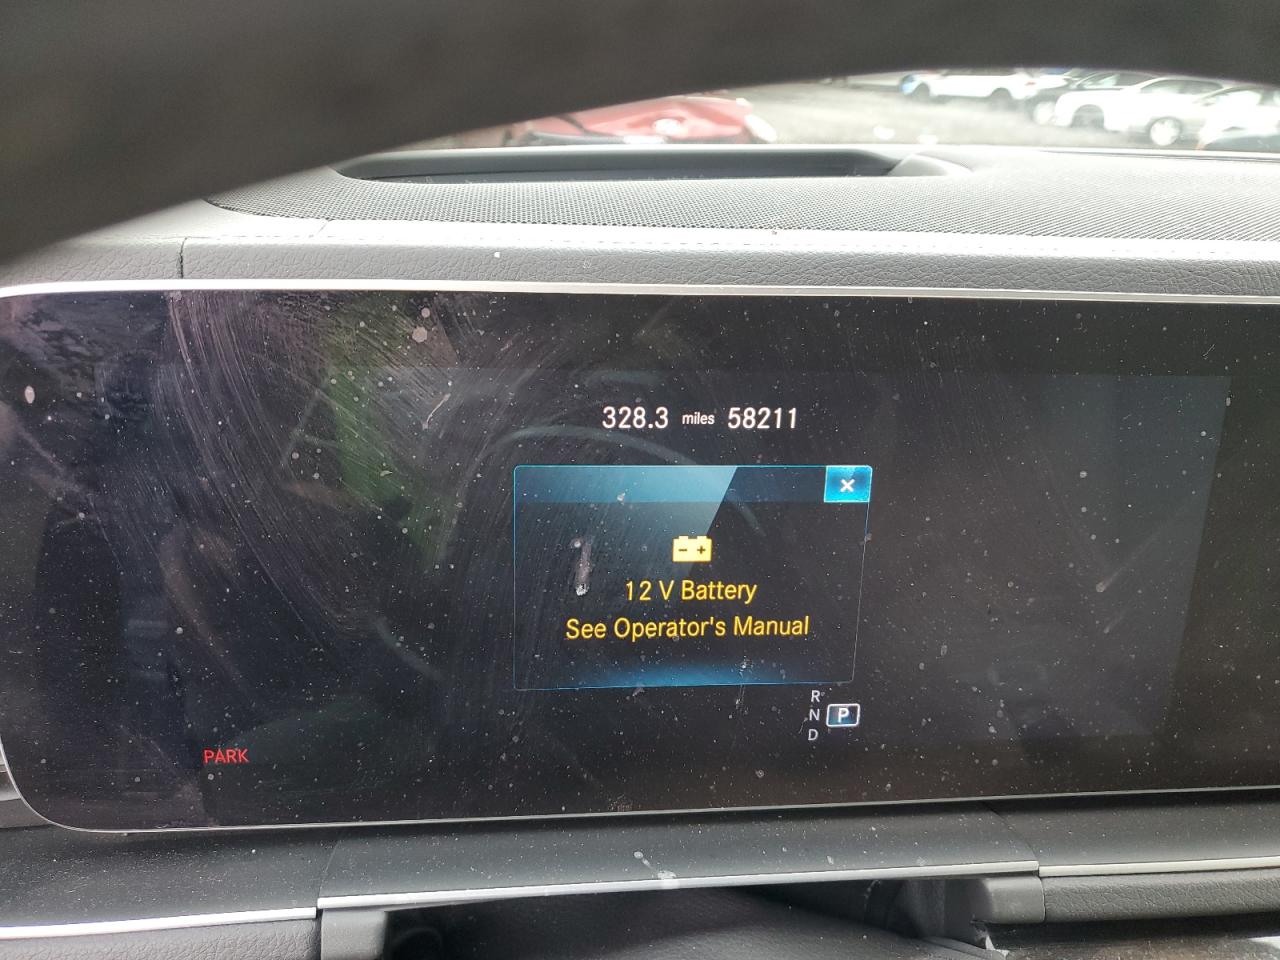 328.3 miles 58211
12 V Battery
See Operator's Manual
R
N P
D
PARK